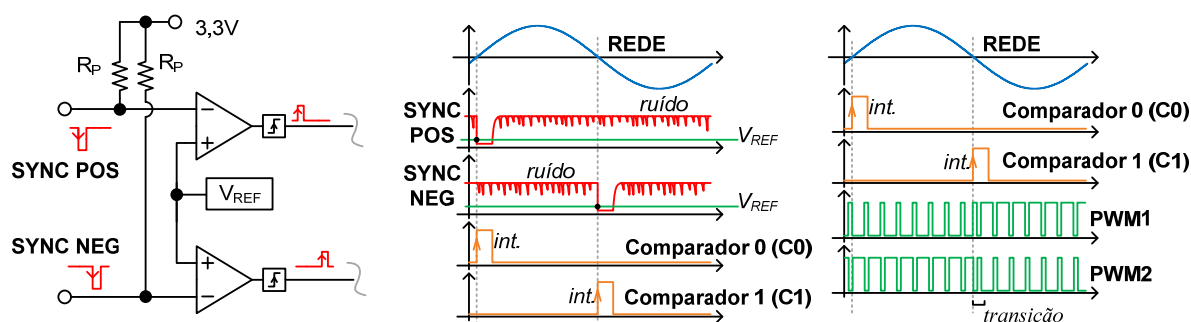 3,3V
R_P
R_P
SYNC POS
V_REF
SYNC NEG
REDE
SYNC POS
ruído
V_REF
SYNC NEG
ruído
V_REF
int.
Comparador 0 (C0)
int.
Comparador 1 (C1)
REDE
int.
Comparador 0 (C0)
int.
Comparador 1 (C1)
PWM1
PWM2
transição